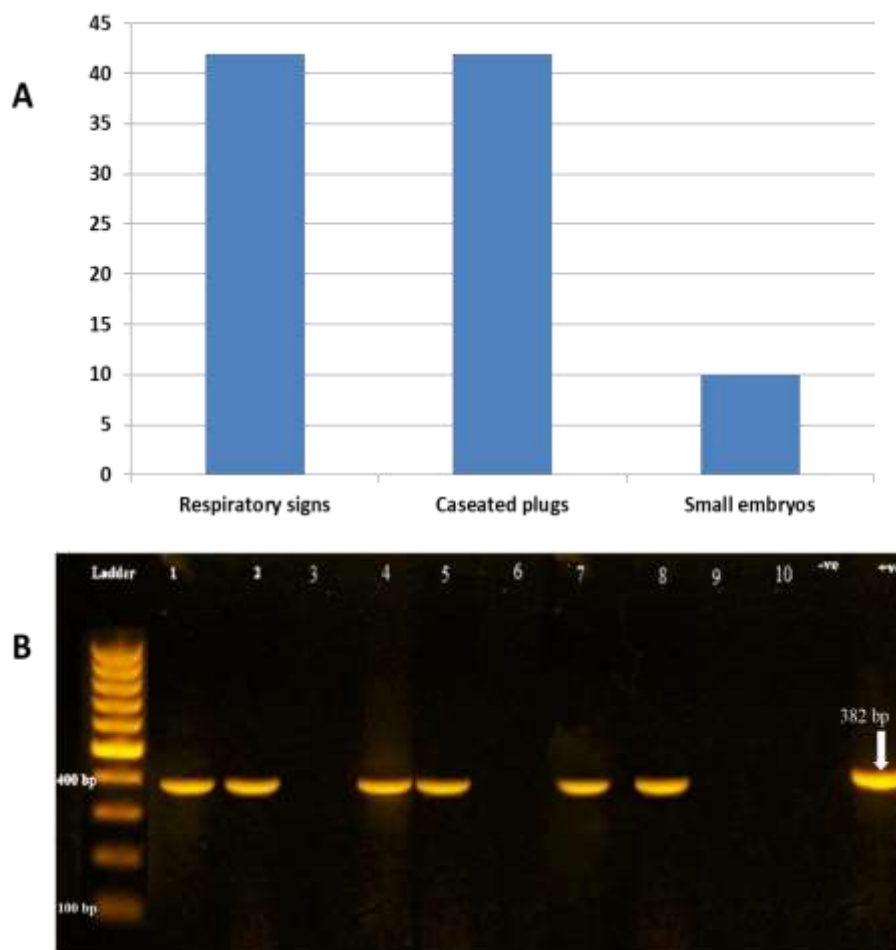 A
45
40
35
30
25
20
15
10
5
0
Respiratory signs Caseated plugs Small embryos
B
Ladder 1 2 3 4 5 6 7 8 9 10 -ve +ve
382 bp
400 bp
100 bp